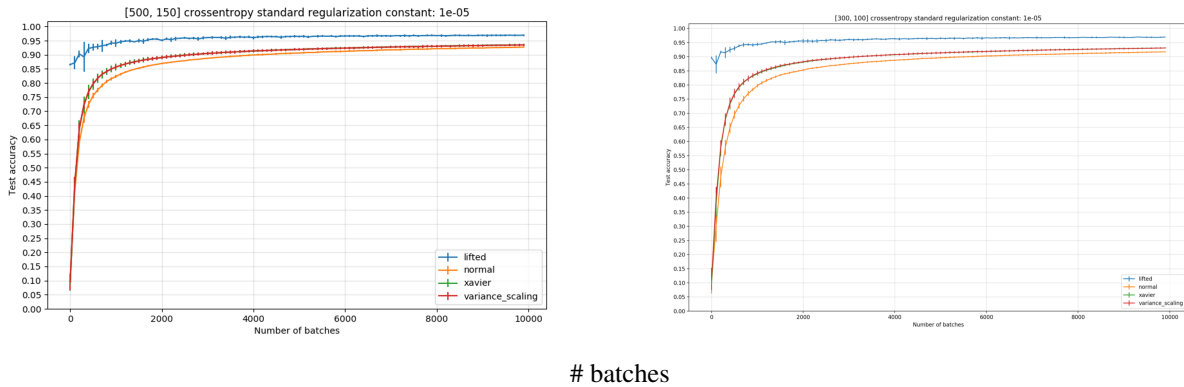 [500, 150] crossentropy standard regularization constant: 1e-05
Test accuracy
1.00
0.95
0.90
0.85
0.80
0.75
0.70
0.65
0.60
0.55
0.50
0.45
0.40
0.35
0.30
0.25
0.20
0.15
0.10
0.05
0.00
lifted
normal
xavier
variance_scaling
0 2000 4000 6000 8000 10000
Number of batches
[300, 100] crossentropy standard regularization constant: 1e-05
Test accuracy
1.00
0.95
0.90
0.85
0.80
0.75
0.70
0.65
0.60
0.55
0.50
0.45
0.40
0.35
0.30
0.25
0.20
0.15
0.10
0.05
0.00
lifted
normal
xavier
variance_scaling
0 2000 4000 6000 8000 10000
Number of batches
# batches